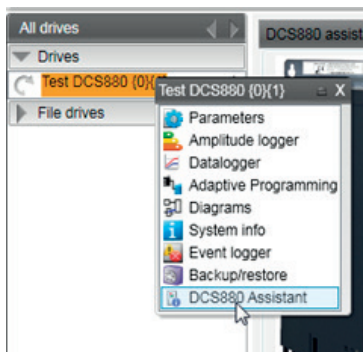 All drives
DCS880 assist
Drives
Test DCS880 {0}{
Test DCS880 {0}{1}
X
File drives
Parameters
Amplitude logger
Datalogger
Adaptive Programming
Diagrams
System info
Event logger
Backup/restore
DCS880 Assistant